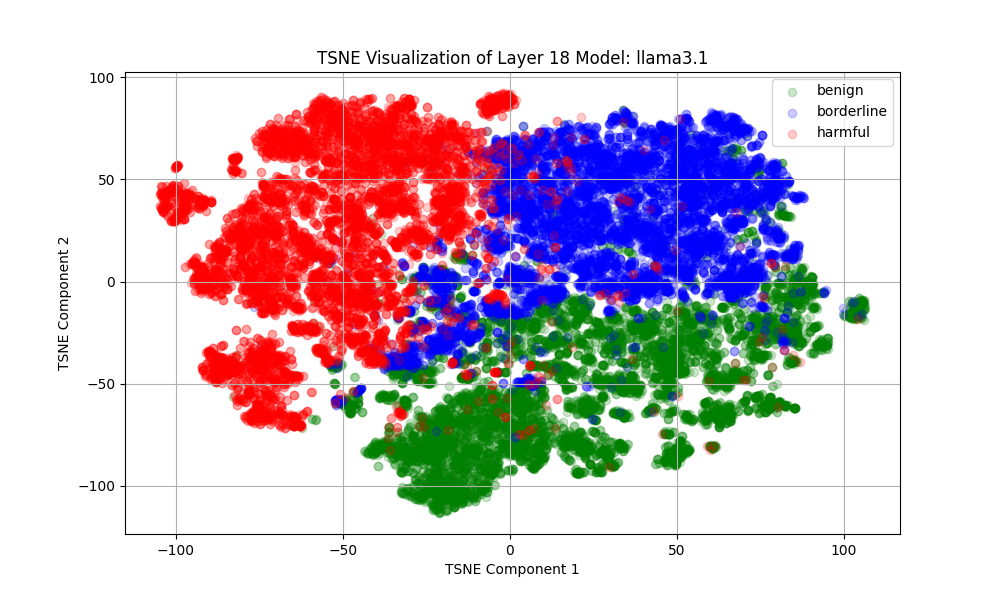 TSNE Visualization of Layer 18 Model: llama3.1
benign
borderline
harmful
TSNE Component 2
100
50
0
−50
−100
−100
−50
0
50
100
TSNE Component 1